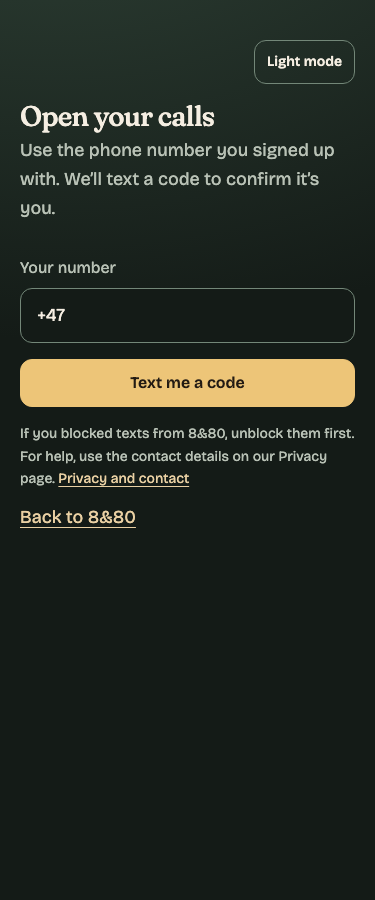 Light mode
Open your calls
Use the phone number you signed up
with. We’ll text a code to confirm it’s
you.
Your number
+47
Text me a code
If you blocked texts from 8&80, unblock them first.
For help, use the contact details on our Privacy
page. Privacy and contact
Back to 8&80